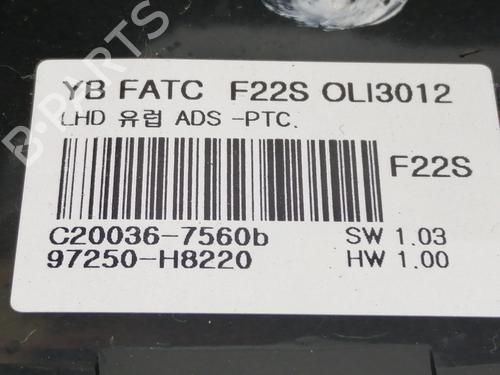 YB FATC F22S OLI3012
LHD 유럽 ADS -PTC.
F22S
C20036-7560b SW 1.03
97250-H8220 HW 1.00